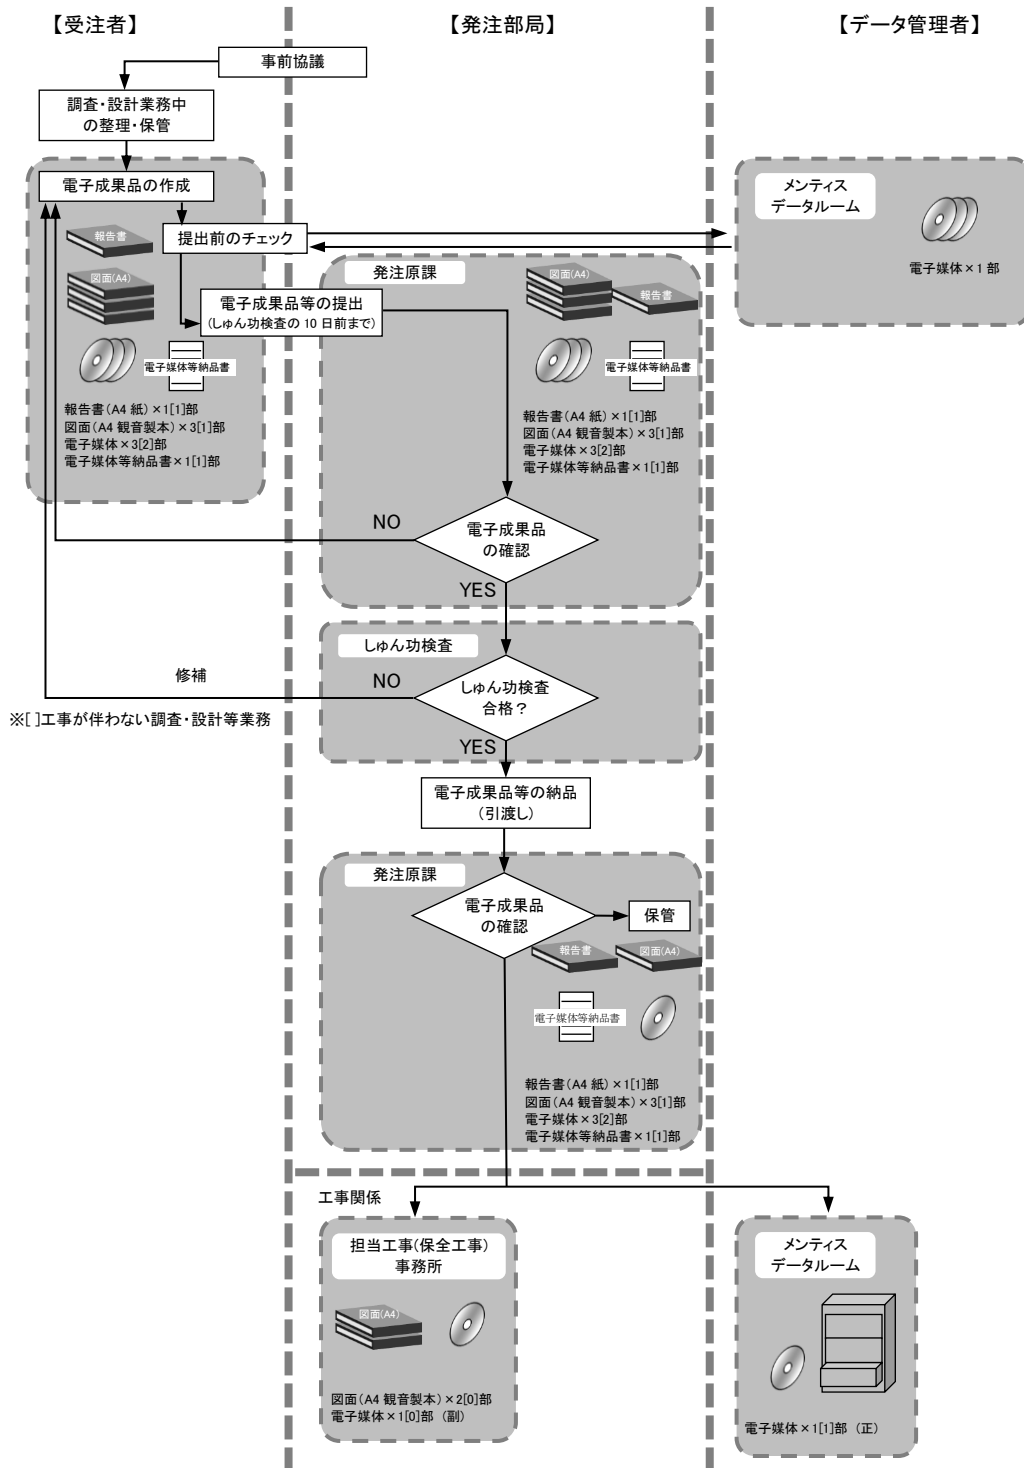 【受注者】
【発注部局】
【データ管理者】
事前協議
調査・設計業務中
の整理・保管
電子成果品の作成
提出前のチェック
報告書
図面(A4)
電子成果品等の提出
(しゅん功検査の 10 日前まで)
電子媒体等納品書
報告書(A4 紙)×1[1]部
図面(A4 観音製本)×3[1]部
電子媒体×3[2]部
電子媒体等納品書×1[1]部
発注原課
図面(A4)
報告書
電子媒体等納品書
報告書(A4 紙)×1[1]部
図面(A4 観音製本)×3[1]部
電子媒体×3[2]部
電子媒体等納品書×1[1]部
メンティス
データルーム
電子媒体×1 部
NO
電子成果品
の確認
YES
しゅん功検査
修補
NO
しゅん功検査
合格？
※[ ]工事が伴わない調査・設計等業務
YES
電子成果品等の納品
(引渡し)
発注原課
電子成果品
の確認
保管
報告書
図面(A4)
電子媒体等納品書
報告書(A4 紙)×1[1]部
図面(A4 観音製本)×3[1]部
電子媒体×3[2]部
電子媒体等納品書×1[1]部
工事関係
担当工事(保全工事)
事務所
図面(A4)
図面(A4 観音製本)×2[0]部
電子媒体×1[0]部 (副)
メンティス
データルーム
電子媒体×1[1]部 (正)